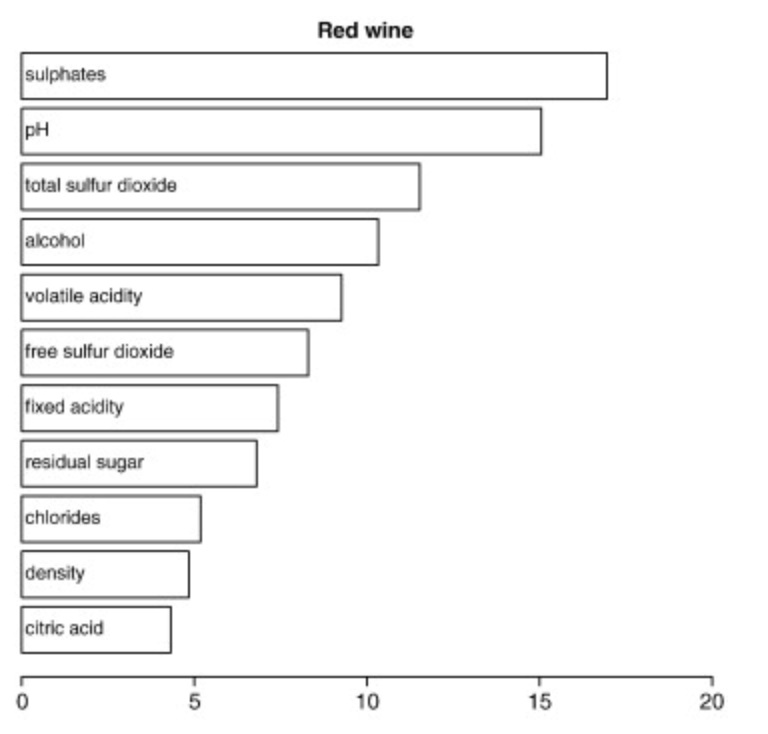 Red wine
sulphates
pH
total sulfur dioxide
alcohol
volatile acidity
free sulfur dioxide
fixed acidity
residual sugar
chlorides
density
citric acid
0 5 10 15 20